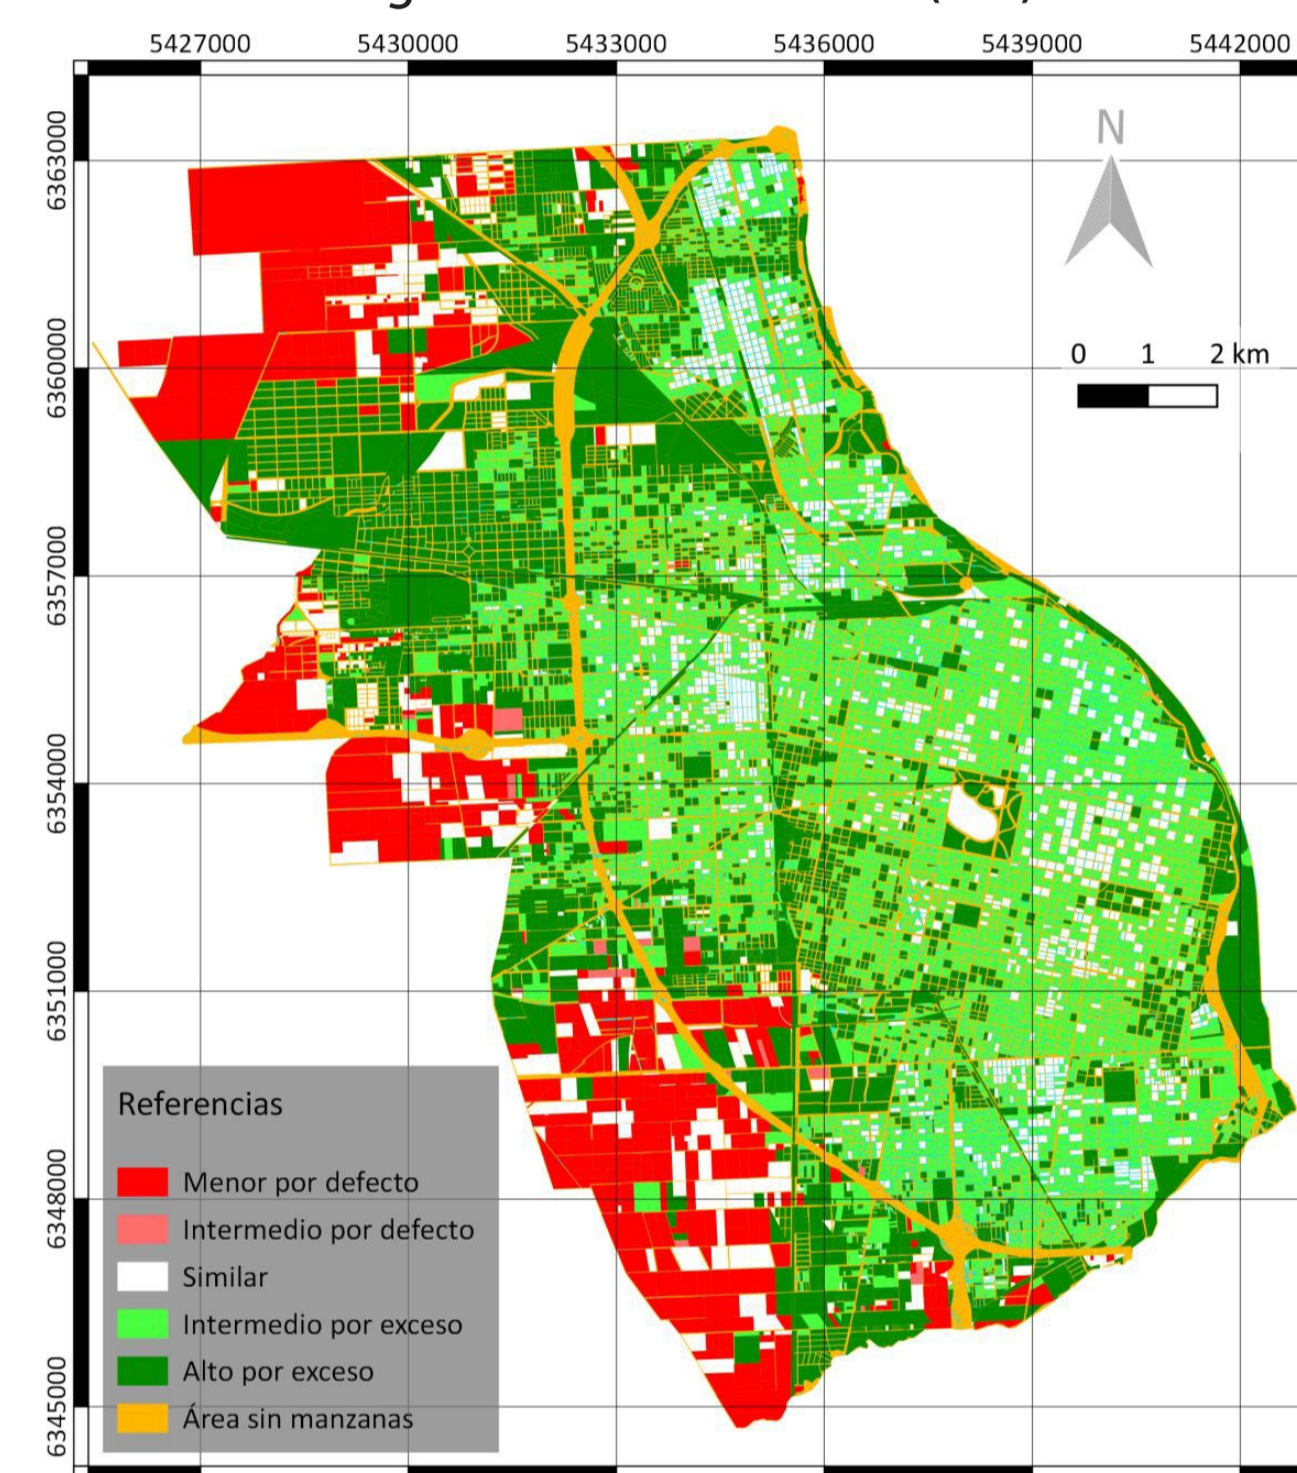 5427000 5430000 5433000 5436000 5439000 5442000
6363000
6360000
6357000
6354000
6351000
6348000
6345000
N
0 1 2 km
Referencias
Menor por defecto
Intermedio por defecto
Similar
Intermedio por exceso
Alto por exceso
Área sin manzanas